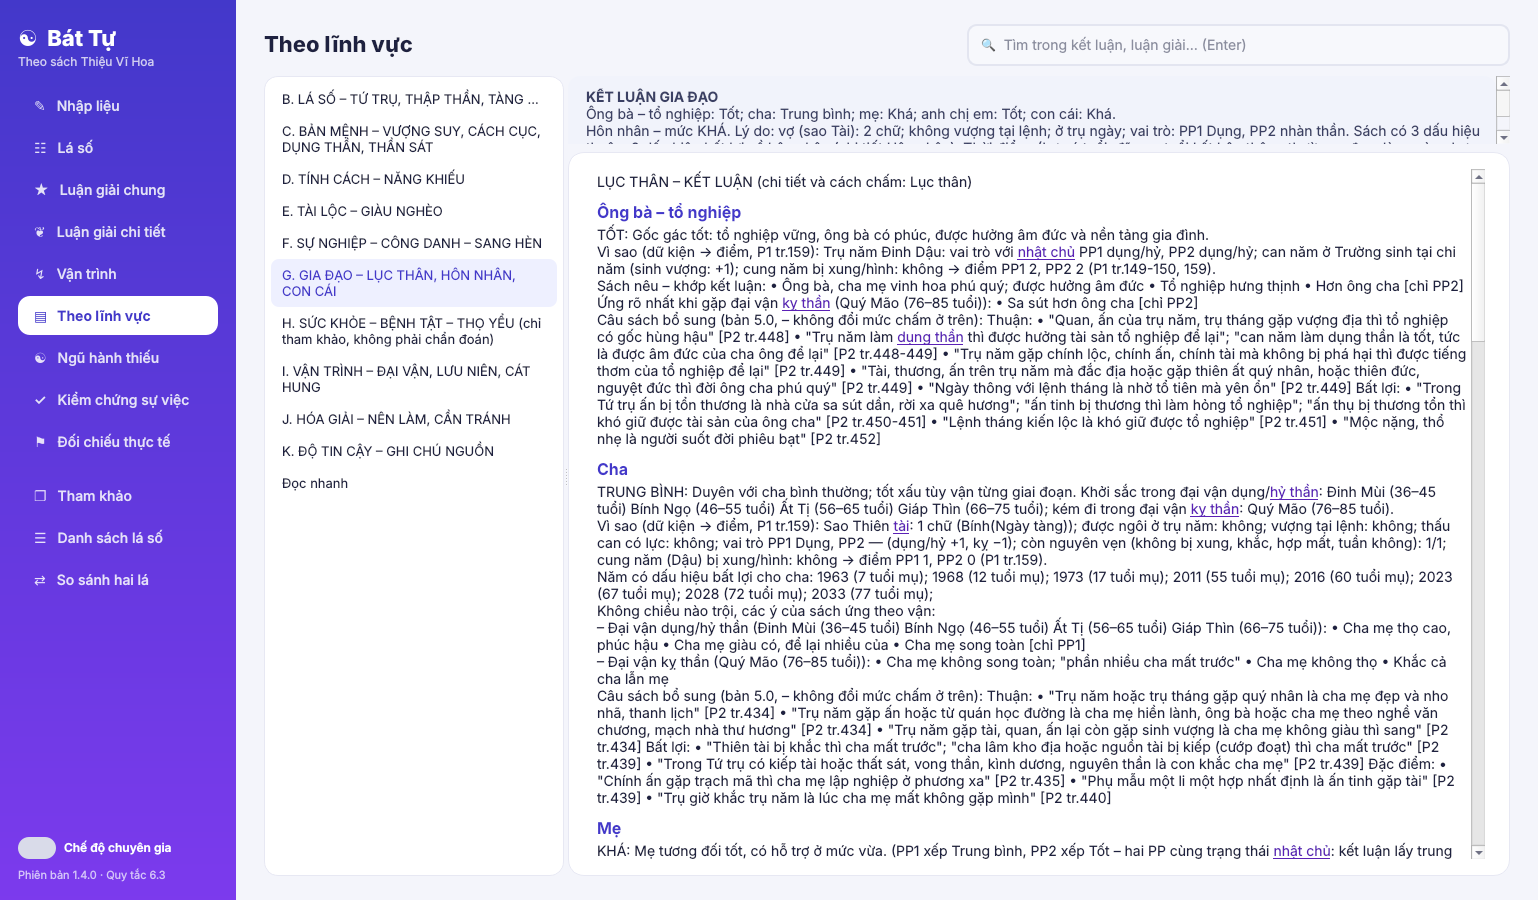 Bát Tự
Theo sách Thiệu Vĩ Hoa
Nhập liệu
Lá số
Luận giải chung
Luận giải chi tiết
Vận trình
Theo lĩnh vực
Ngũ hành thiếu
Kiểm chứng sự việc
Đối chiếu thực tế
Tham khảo
Danh sách lá số
So sánh hai lá
Chế độ chuyên gia
Phiên bản 1.4.0 · Quy tắc 6.3
Theo lĩnh vực
Tìm trong kết luận, luận giải... (Enter)
B. LÁ SỐ – TỨ TRỤ, THẬP THẦN, TÀNG ...
C. BẢN MỆNH – VƯỢNG SUY, CÁCH CỤC,
DỤNG THẦN, THẦN SÁT
D. TÍNH CÁCH – NĂNG KHIẾU
E. TÀI LỘC – GIÀU NGHÈO
F. SỰ NGHIỆP – CÔNG DANH – SANG HÈN
G. GIA ĐẠO – LỤC THÂN, HÔN NHÂN,
CON CÁI
H. SỨC KHỎE – BỆNH TẬT – THỌ YỂU (chỉ
tham khảo, không phải chẩn đoán)
I. VẬN TRÌNH – ĐẠI VẬN, LƯU NIÊN, CÁT
HUNG
J. HÓA GIẢI – NÊN LÀM, CẦN TRÁNH
K. ĐỘ TIN CẬY – GHI CHÚ NGUỒN
Đọc nhanh
KẾT LUẬN GIA ĐẠO
Ông bà – tổ nghiệp: Tốt; cha: Trung bình; mẹ: Khá; anh chị em: Tốt; con cái: Khá.
Hôn nhân – mức KHÁ. Lý do: vợ (sao Tài): 2 chữ; không vượng tại lệnh; ở trụ ngày; vai trò: PP1 Dụng, PP2 nhàn thần. Sách có 3 dấu hiệu
LỤC THÂN – KẾT LUẬN (chi tiết và cách chấm: Lục thân)
Ông bà – tổ nghiệp
TỐT: Gốc gác tốt: tổ nghiệp vững, ông bà có phúc, được hưởng âm đức và nền tảng gia đình.
Vì sao (dữ kiện → điểm, P1 tr.159): Trụ năm Đinh Dậu: vai trò với nhật chủ PP1 dụng/hỷ, PP2 dụng/hỷ; can năm ở Trường sinh tại chi
năm (sinh vượng: +1); cung năm bị xung/hình: không → điểm PP1 2, PP2 2 (P1 tr.149-150, 159).
Sách nêu – khớp kết luận: • Ông bà, cha mẹ vinh hoa phú quý; được hưởng âm đức • Tổ nghiệp hưng thịnh • Hơn ông cha [chỉ PP2]
Ứng rõ nhất khi gặp đại vận kỵ thần (Quý Mão (76–85 tuổi)): • Sa sút hơn ông cha [chỉ PP2]
Câu sách bổ sung (bản 5.0, – không đổi mức chấm ở trên): Thuận: • "Quan, ấn của trụ năm, trụ tháng gặp vượng địa thì tổ nghiệp
có gốc hùng hậu" [P2 tr.448] • "Trụ năm làm dụng thần thì được hưởng tài sản tổ nghiệp để lại"; "can năm làm dụng thần là tốt, tức
là được âm đức của cha ông để lại" [P2 tr.448-449] • "Trụ năm gặp chính lộc, chính ấn, chính tài mà không bị phá hại thì được tiếng
thơm của tổ nghiệp để lại" [P2 tr.449] • "Tài, thương, ấn trên trụ năm mà đắc địa hoặc gặp thiên ất quý nhân, hoặc thiên đức,
nguyệt đức thì đời ông cha phú quý" [P2 tr.449] • "Ngày thông với lệnh tháng là nhờ tổ tiên mà yên ổn" [P2 tr.449] Bất lợi: • "Trong
Tứ trụ ấn bị tổn thương là nhà cửa sa sút dần, rời xa quê hương"; "ấn tinh bị thương thì làm hỏng tổ nghiệp"; "ấn thụ bị thương tổn thì
khó giữ được tài sản của ông cha" [P2 tr.450-451] • "Lệnh tháng kiến lộc là khó giữ được tổ nghiệp" [P2 tr.451] • "Mộc nặng, thổ
nhẹ là người suốt đời phiêu bạt" [P2 tr.452]
Cha
TRUNG BÌNH: Duyên với cha bình thường; tốt xấu tùy vận từng giai đoạn. Khởi sắc trong đại vận dụng/hỷ thần: Đinh Mùi (36–45
tuổi) Bính Ngọ (46–55 tuổi) Ất Tị (56–65 tuổi) Giáp Thìn (66–75 tuổi); kém đi trong đại vận kỵ thần: Quý Mão (76–85 tuổi).
Vì sao (dữ kiện → điểm, P1 tr.159): Sao Thiên tài: 1 chữ (Bính(Ngày tàng)); được ngôi ở trụ năm: không; vượng tại lệnh: không; thấu
can có lực: không; vai trò PP1 Dụng, PP2 — (dụng/hỷ +1, kỵ −1); còn nguyên vẹn (không bị xung, khắc, hợp mất, tuần không): 1/1;
cung năm (Dậu) bị xung/hình: không → điểm PP1 1, PP2 0 (P1 tr.159).
Năm có dấu hiệu bất lợi cho cha: 1963 (7 tuổi mụ); 1968 (12 tuổi mụ); 1973 (17 tuổi mụ); 2011 (55 tuổi mụ); 2016 (60 tuổi mụ); 2023
(67 tuổi mụ); 2028 (72 tuổi mụ); 2033 (77 tuổi mụ);
Không chiều nào trội, các ý của sách ứng theo vận:
– Đại vận dụng/hỷ thần (Đinh Mùi (36–45 tuổi) Bính Ngọ (46–55 tuổi) Ất Tị (56–65 tuổi) Giáp Thìn (66–75 tuổi)): • Cha mẹ thọ cao,
phúc hậu • Cha mẹ giàu có, để lại nhiều của • Cha mẹ song toàn [chỉ PP1]
– Đại vận kỵ thần (Quý Mão (76–85 tuổi)): • Cha mẹ không song toàn; "phần nhiều cha mất trước" • Cha mẹ không thọ • Khắc cả
cha lẫn mẹ
Câu sách bổ sung (bản 5.0, – không đổi mức chấm ở trên): Thuận: • "Trụ năm hoặc trụ tháng gặp quý nhân là cha mẹ đẹp và nho
nhã, thanh lịch" [P2 tr.434] • "Trụ năm gặp ấn hoặc từ quán học đường là cha mẹ hiền lành, ông bà hoặc cha mẹ theo nghề văn
chương, mạch nhà thư hương" [P2 tr.434] • "Trụ năm gặp tài, quan, ấn lại còn gặp sinh vượng là cha mẹ không giàu thì sang" [P2
tr.434] Bất lợi: • "Thiên tài bị khắc thì cha mất trước"; "cha lâm kho địa hoặc nguồn tài bị kiếp (cướp đoạt) thì cha mất trước" [P2
tr.439] • "Trong Tứ trụ có kiếp tài hoặc thất sát, vong thần, kình dương, nguyên thần là con khắc cha mẹ" [P2 tr.439] Đặc điểm: •
"Chính ấn gặp trạch mã thì cha mẹ lập nghiệp ở phương xa" [P2 tr.435] • "Phụ mẫu một li một hợp nhất định là ấn tinh gặp tài" [P2
tr.439] • "Trụ giờ khắc trụ năm là lúc cha mẹ mất không gặp mình" [P2 tr.440]
Mẹ
KHÁ: Mẹ tương đối tốt, có hỗ trợ ở mức vừa. (PP1 xếp Trung bình, PP2 xếp Tốt – hai PP cùng trạng thái nhật chủ: kết luận lấy trung